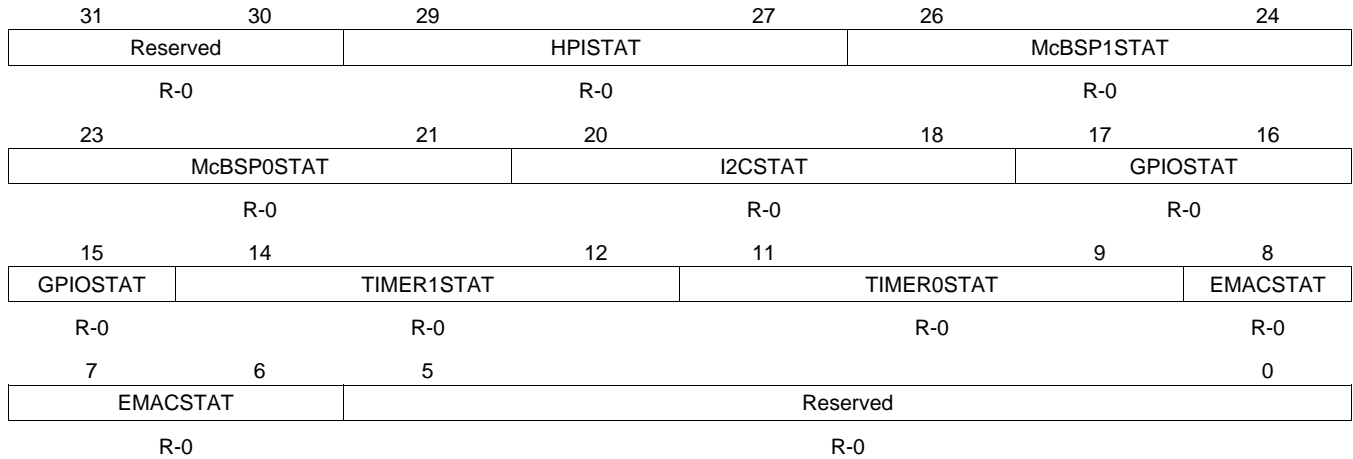 31 30 29 27 26 24
Reserved HPISTAT McBSP1STAT
R-0 R-0 R-0
23 21 20 18 17 16
McBSP0STAT I2CSTAT GPIOSTAT
R-0 R-0 R-0
15 14 12 11 9 8
GPIOSTAT TIMER1STAT TIMER0STAT EMACSTAT
R-0 R-0 R-0 R-0
7 6 5 0
EMACSTAT Reserved
R-0 R-0